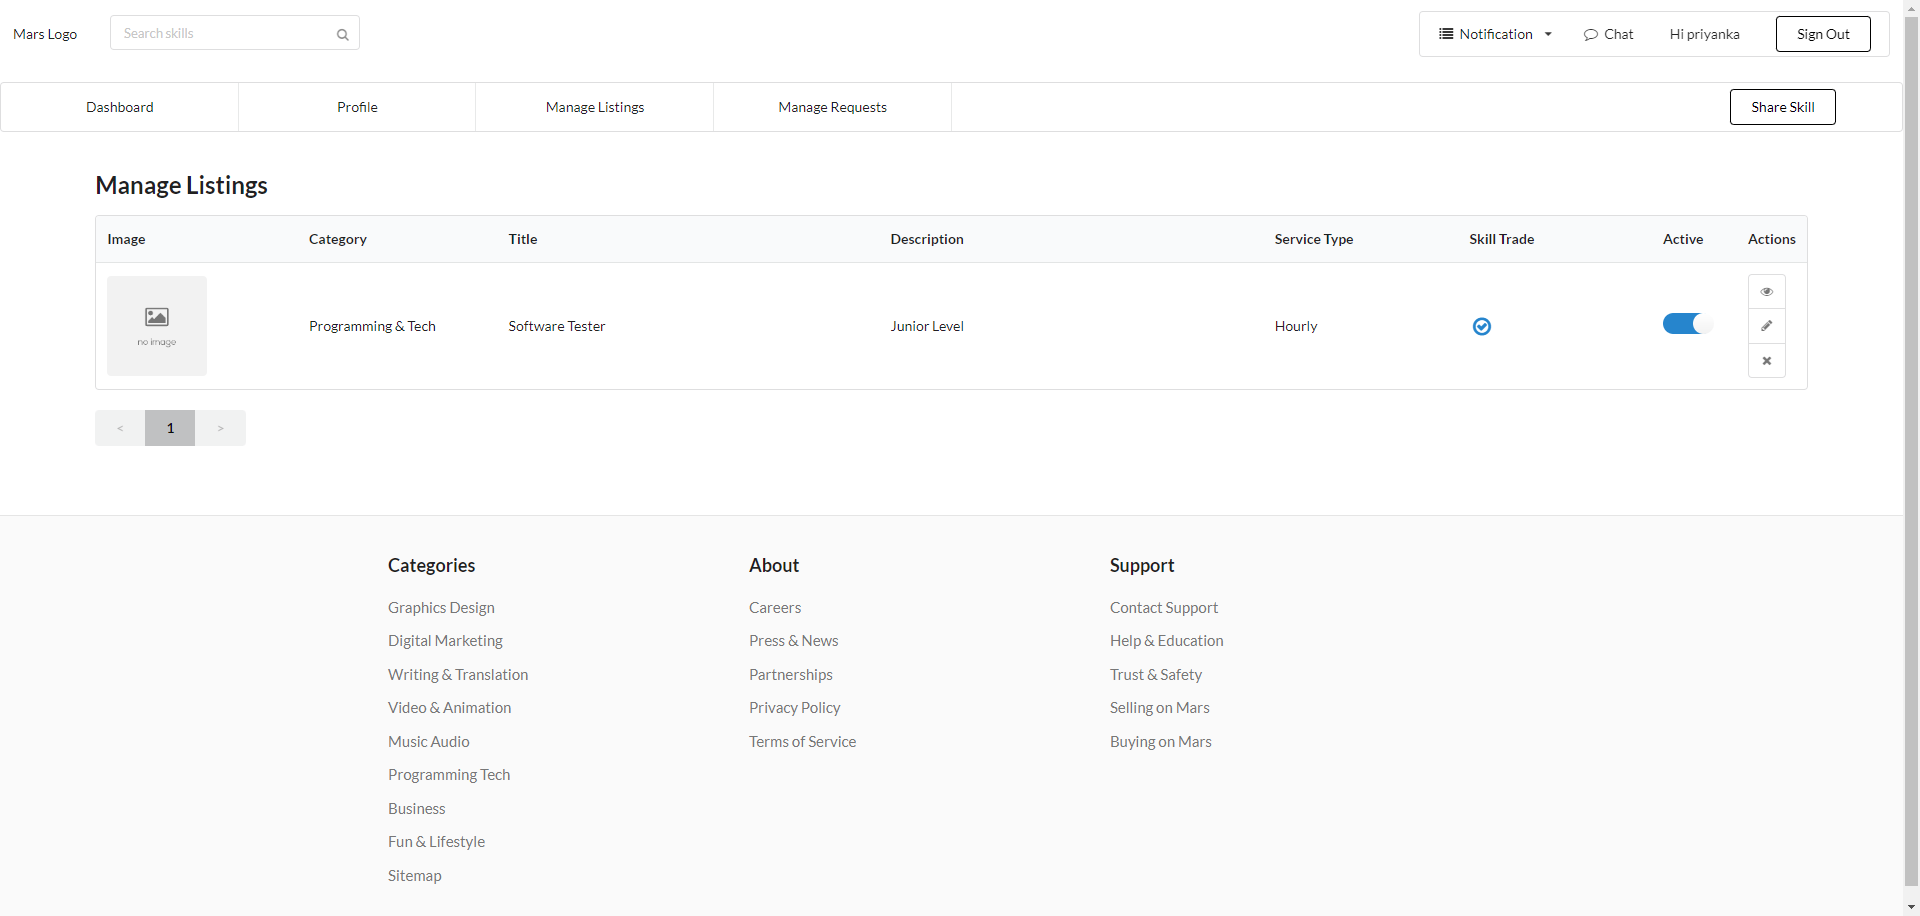 Mars Logo
Search skills
Notification
Chat
Hi priyanka
Sign Out
Dashboard
Profile
Manage Listings
Manage Requests
Share Skill
Manage Listings
Image Category Title Description Service Type Skill Trade Active Actions
no image
Programming & Tech Software Tester Junior Level Hourly
< 1 >
Categories
Graphics Design
Digital Marketing
Writing & Translation
Video & Animation
Music Audio
Programming Tech
Business
Fun & Lifestyle
Sitemap
About
Careers
Press & News
Partnerships
Privacy Policy
Terms of Service
Support
Contact Support
Help & Education
Trust & Safety
Selling on Mars
Buying on Mars